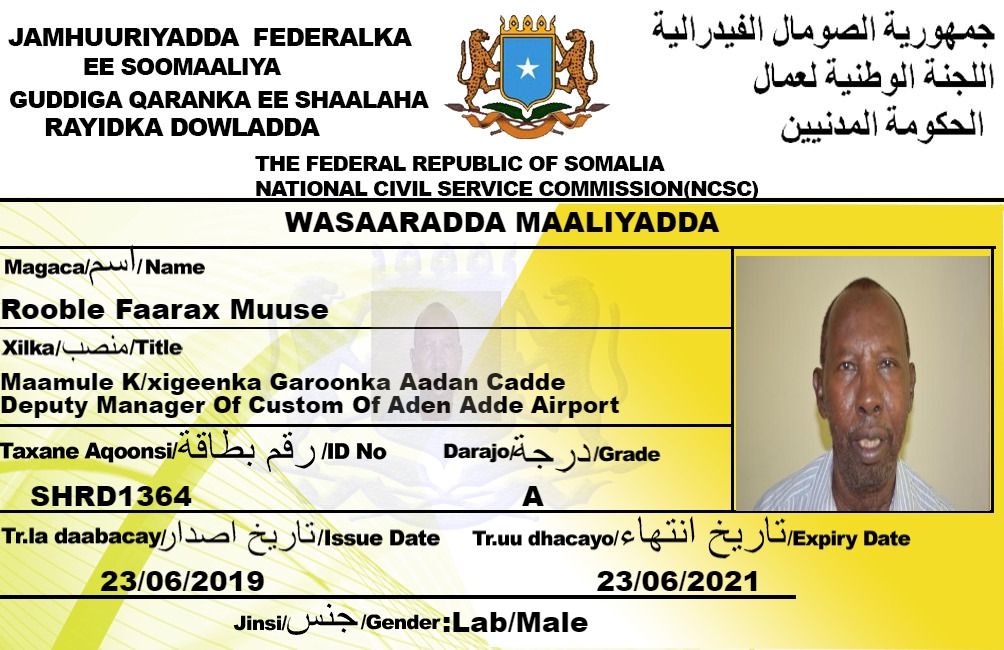 JAMHUURIYADDA FEDERALKA
EE SOOMAALIYA
GUDDIGA QARANKA EE SHAALAHA
RAYIDKA DOWLADDA
جمهورية الصومال الفيدرالية
اللجنة الوطنية لعمال
الحكومة المدنيين
THE FEDERAL REPUBLIC OF SOMALIA
NATIONAL CIVIL SERVICE COMMISSION(NCSC)
WASAARADDA MAALIYADDA
Magaca/اسم/Name
Rooble Faarax Muuse
Xilka/منصب/Title
Maamule K/xigeenka Garoonka Aadan Cadde
Deputy Manager Of Custom Of Aden Adde Airport
Taxane Aqoonsi/رقم بطاقة/ID No
Darajo/درجة/Grade
SHRD1364
A
Tr.la daabacay/تاريخ اصدار/Issue Date
Tr.uu dhacayo/تاريخ انتهاء/Expiry Date
23/06/2019
23/06/2021
Jinsi/جنس/Gender:Lab/Male